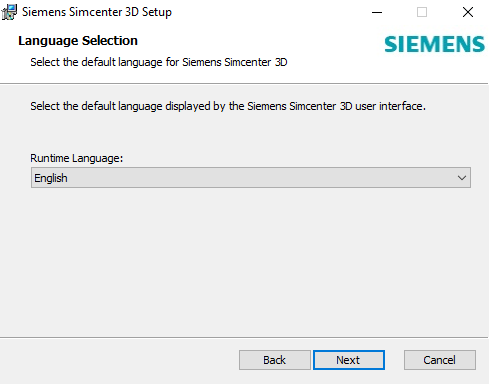 Siemens Simcenter 3D Setup
Language Selection
SIEMENS
Select the default language for Siemens Simcenter 3D
Select the default language displayed by the Siemens Simcenter 3D user interface.
Runtime Language:
English
Back Next Cancel